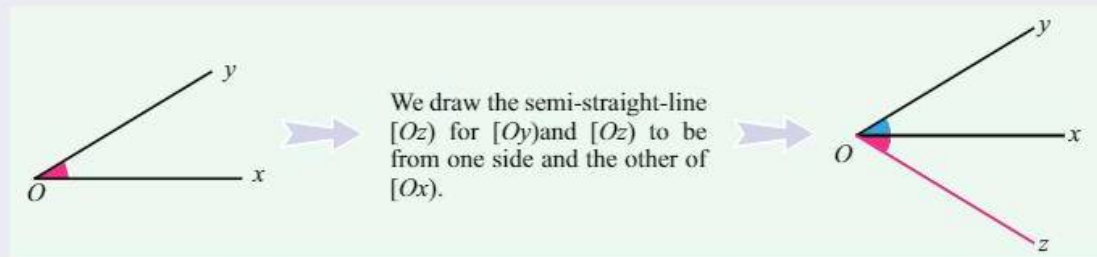 y
O
x
We draw the semi-straight-line
[Oz) for [Oy)and [Oz) to be
from one side and the other of
[Ox).
y
O
x
z